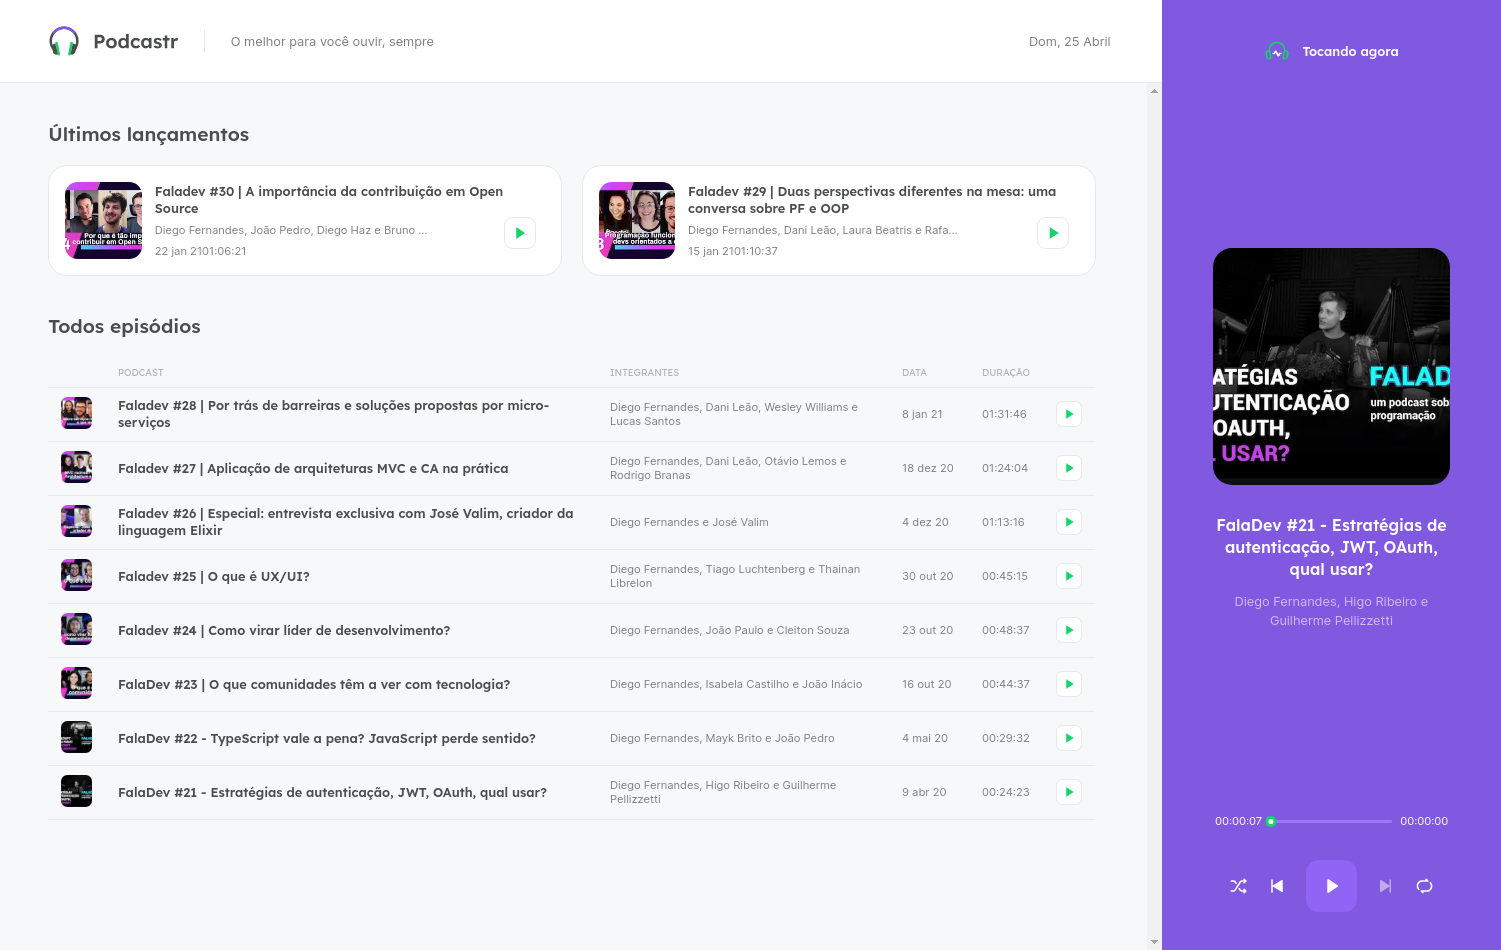 Podcastr
O melhor para você ouvir, sempre
Dom, 25 Abril
Últimos lançamentos
Faladev #30 | A importância da contribuição em Open
Source
Diego Fernandes, João Pedro, Diego Haz e Bruno ...
22 jan 2101:06:21
Faladev #29 | Duas perspectivas diferentes na mesa: uma
conversa sobre PF e OOP
Diego Fernandes, Dani Leão, Laura Beatris e Rafa...
15 jan 2101:10:37
Todos episódios
PODCAST INTEGRANTES DATA DURAÇÃO
Faladev #28 | Por trás de barreiras e soluções propostas por micro-
serviços
Diego Fernandes, Dani Leão, Wesley Williams e
Lucas Santos
8 jan 21
01:31:46
Faladev #27 | Aplicação de arquiteturas MVC e CA na prática
Diego Fernandes, Dani Leão, Otávio Lemos e
Rodrigo Branas
18 dez 20
01:24:04
Faladev #26 | Especial: entrevista exclusiva com José Valim, criador da
linguagem Elixir
Diego Fernandes e José Valim
4 dez 20
01:13:16
Faladev #25 | O que é UX/UI?
Diego Fernandes, Tiago Luchtenberg e Thainan
Librelon
30 out 20
00:45:15
Faladev #24 | Como virar líder de desenvolvimento?
Diego Fernandes, João Paulo e Cleiton Souza
23 out 20
00:48:37
FalaDev #23 | O que comunidades têm a ver com tecnologia?
Diego Fernandes, Isabela Castilho e João Inácio
16 out 20
00:44:37
FalaDev #22 - TypeScript vale a pena? JavaScript perde sentido?
Diego Fernandes, Mayk Brito e João Pedro
4 mai 20
00:29:32
FalaDev #21 - Estratégias de autenticação, JWT, OAuth, qual usar?
Diego Fernandes, Higo Ribeiro e Guilherme
Pellizzetti
9 abr 20
00:24:23
Tocando agora
ATÉGIAS
UTENTICAÇÃO
OAUTH,
USAR?
FALAD
um podcast sob
programação
FalaDev #21 - Estratégias de
autenticação, JWT, OAuth,
qual usar?
Diego Fernandes, Higo Ribeiro e
Guilherme Pellizzetti
00:00:07
00:00:00